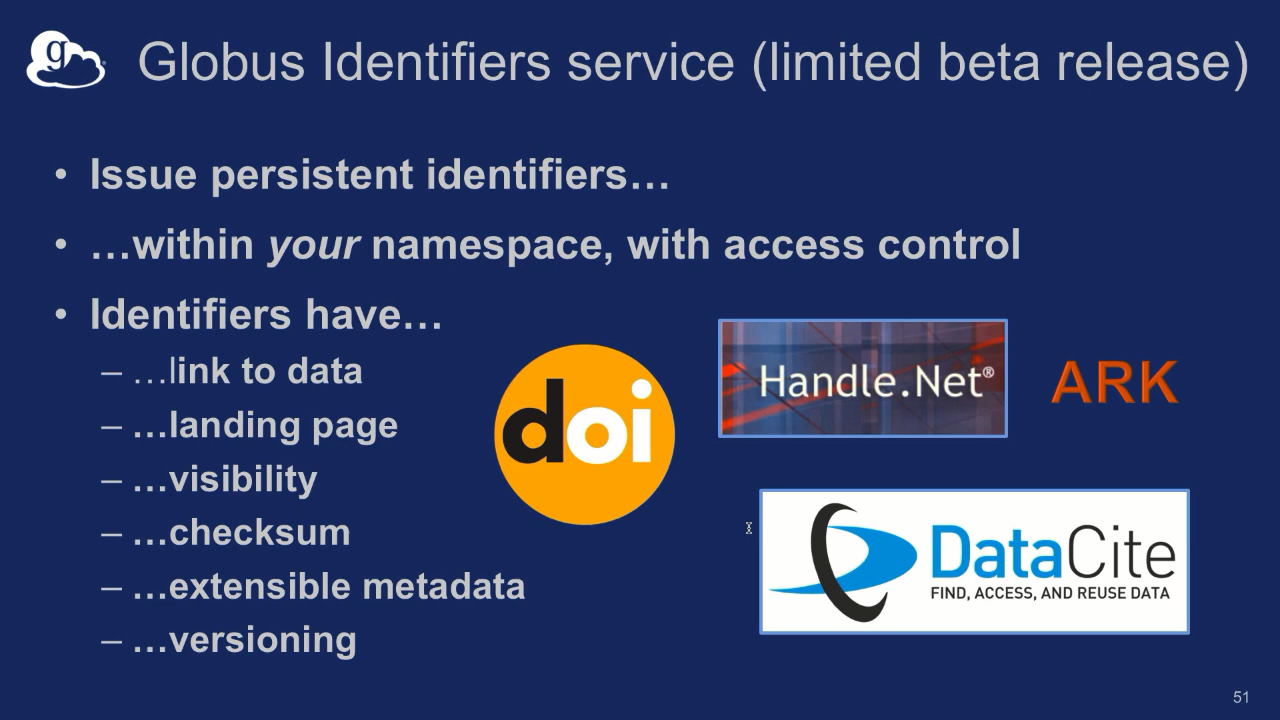 g
Globus Identifiers service (limited beta release)
• Issue persistent identifiers…
• …within your namespace, with access control
• Identifiers have…
– …link to data
– …landing page
– …visibility
– …checksum
– …extensible metadata
– …versioning
doi
Handle.Net®
ARK
DataCite
FIND, ACCESS, AND REUSE DATA
51